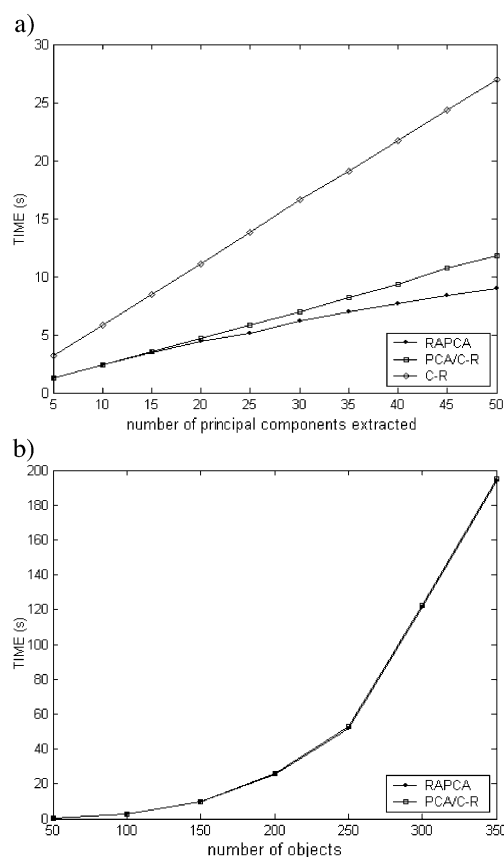 a)
30
25
20
15
10
5
0
TIME (s)
RAPCA
PCA/C-R
C-R
5 10 15 20 25 30 35 40 45 50
number of principal components extracted
b)
200
180
160
140
120
100
80
60
40
20
0
TIME (s)
RAPCA
PCA/C-R
50 100 150 200 250 300 350
number of objects